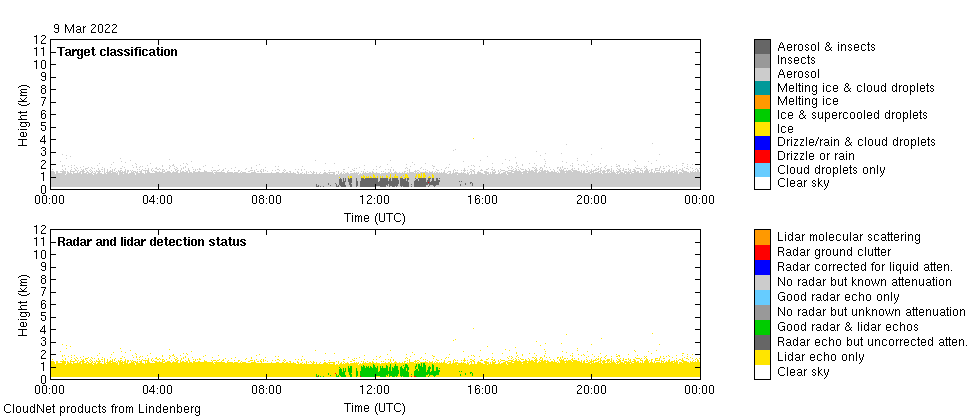 9 Mar 2022
Target classification
Height (km)
12
11
10
9
8
7
6
5
4
3
2
1
0
00:00 04:00 08:00 12:00 16:00 20:00 00:00
Time (UTC)
Aerosol & insects
Insects
Aerosol
Melting ice & cloud droplets
Melting ice
Ice & supercooled droplets
Ice
Drizzle/rain & cloud droplets
Drizzle or rain
Cloud droplets only
Clear sky
Radar and lidar detection status
Height (km)
12
11
10
9
8
7
6
5
4
3
2
1
0
00:00 04:00 08:00 12:00 16:00 20:00 00:00
Time (UTC)
Lidar molecular scattering
Radar ground clutter
Radar corrected for liquid atten.
No radar but known attenuation
Good radar echo only
No radar but unknown attenuation
Good radar & lidar echos
Radar echo but uncorrected atten.
Lidar echo only
Clear sky
CloudNet products from Lindenberg